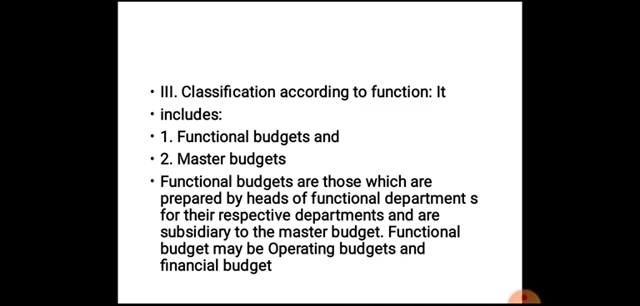 • III. Classification according to function: It
• includes:
• 1. Functional budgets and
• 2. Master budgets
• Functional budgets are those which are
prepared by heads of functional department s
for their respective departments and are
subsidiary to the master budget. Functional
budget may be Operating budgets and
financial budget